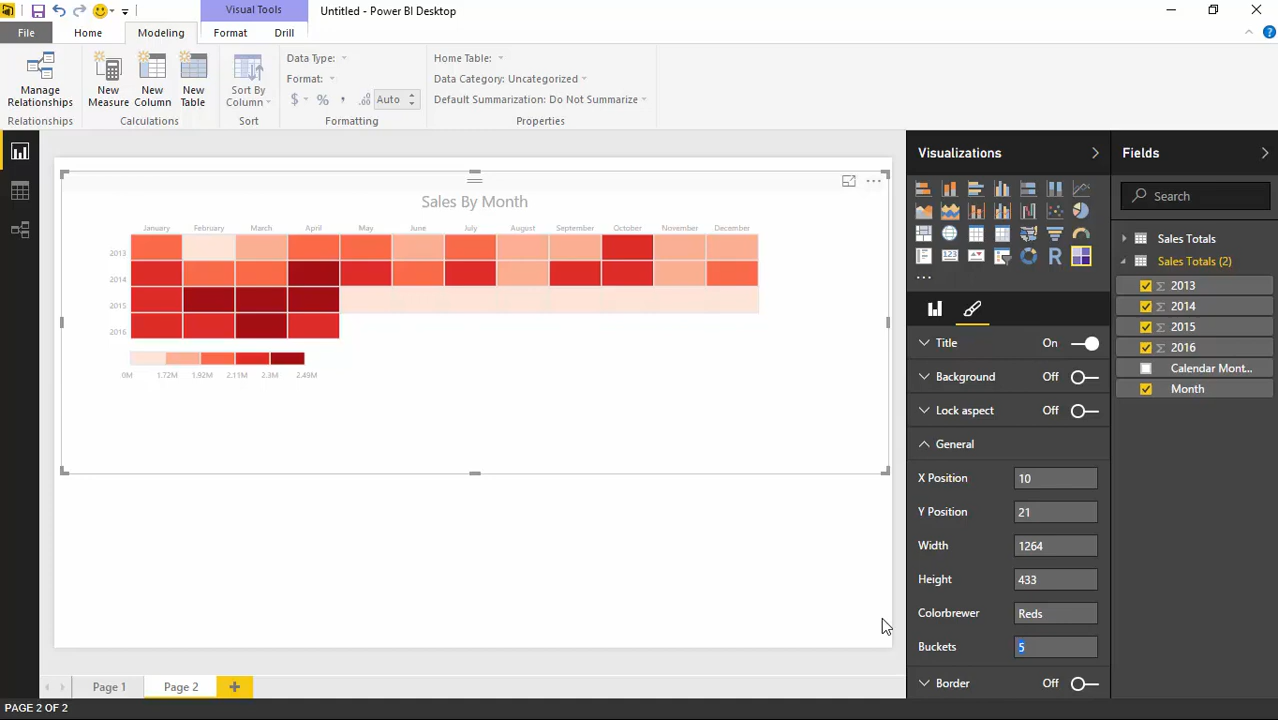 Visual Tools
Untitled - Power BI Desktop
File
Home
Modeling
Format
Drill
Manage
Relationships
New
Measure
New
Column
New
Table
Sort By
Column
Data Type:
Format:
$ % , .00 Auto
Home Table:
Data Category: Uncategorized
Default Summarization: Do Not Summarize
Relationships
Calculations
Sort
Formatting
Properties
Sales By Month
January February March April May June July August September October November December
2013
2014
2015
2016
0M 1.72M 1.92M 2.11M 2.3M 2.49M
Visualizations
R
Title On
Background Off
Lock aspect Off
General
X Position 10
Y Position 21
Width 1264
Height 433
Colorbrewer Reds
Buckets 5
Border Off
Fields
Search
Sales Totals
Sales Totals (2)
Σ 2013
Σ 2014
Σ 2015
Σ 2016
Calendar Mont...
Month
Page 1
Page 2
PAGE 2 OF 2